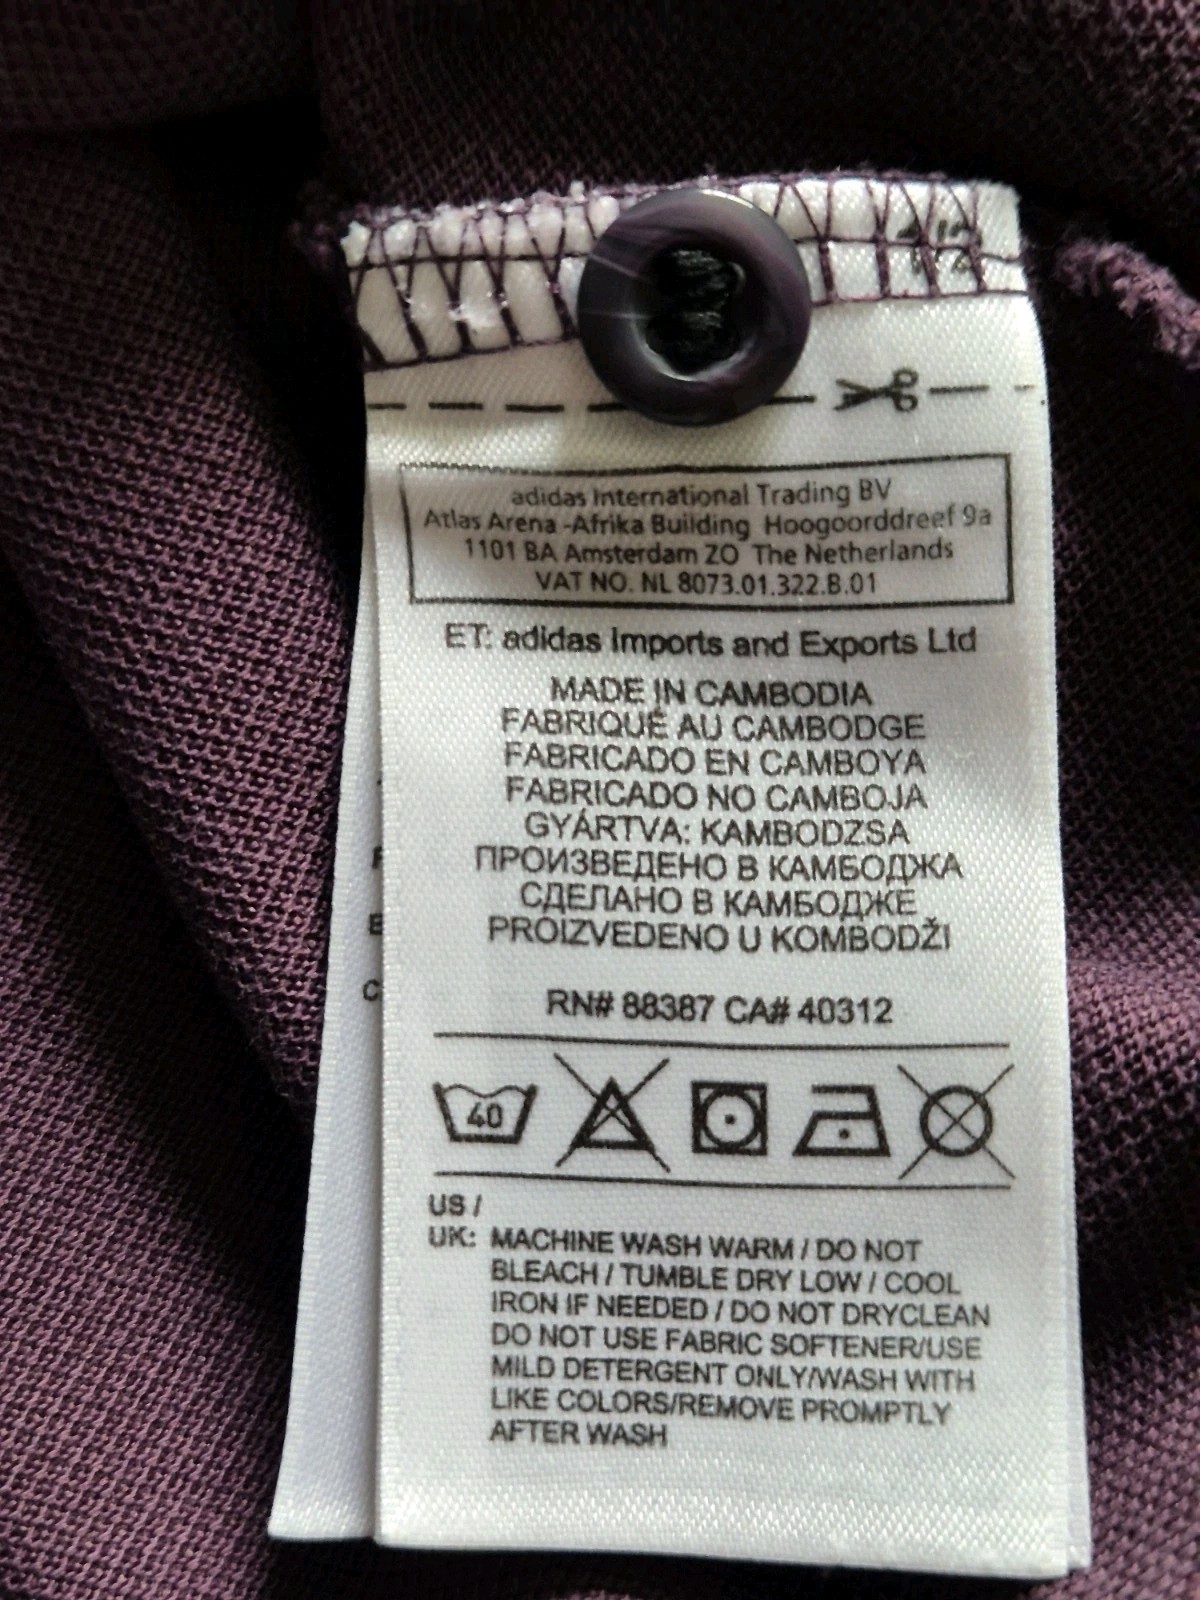 adidas International Trading BV
Atlas Arena -Afrika Building Hoogoorddreef 9a
1101 BA Amsterdam ZO The Netherlands
VAT NO. NL 8073.01.322.B.01
ET: adidas Imports and Exports Ltd
MADE IN CAMBODIA
FABRIQUÉ AU CAMBODGE
FABRICADO EN CAMBOYA
FABRICADO NO CAMBOJA
GYÁRTVA: KAMBODZSA
ПРОИЗВЕДЕНО В КАМБОДЖА
СДЕЛАНО В КАМБОДЖЕ
PROIZVEDENO U KOMBODŽI
RN# 88387 CA# 40312
40
US /
UK: MACHINE WASH WARM / DO NOT
BLEACH / TUMBLE DRY LOW / COOL
IRON IF NEEDED / DO NOT DRYCLEAN
DO NOT USE FABRIC SOFTENER/USE
MILD DETERGENT ONLY/WASH WITH
LIKE COLORS/REMOVE PROMPTLY
AFTER WASH